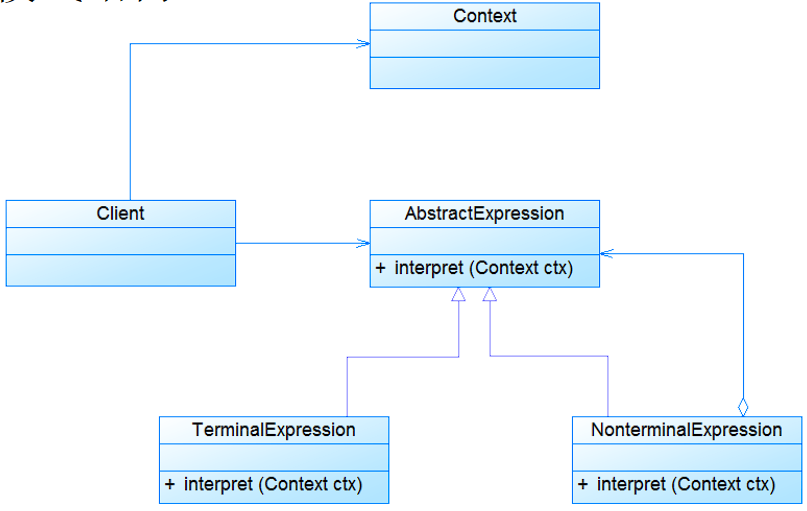 Context
Client
AbstractExpression
+ interpret (Context ctx)
TerminalExpression
+ interpret (Context ctx)
NonterminalExpression
+ interpret (Context ctx)